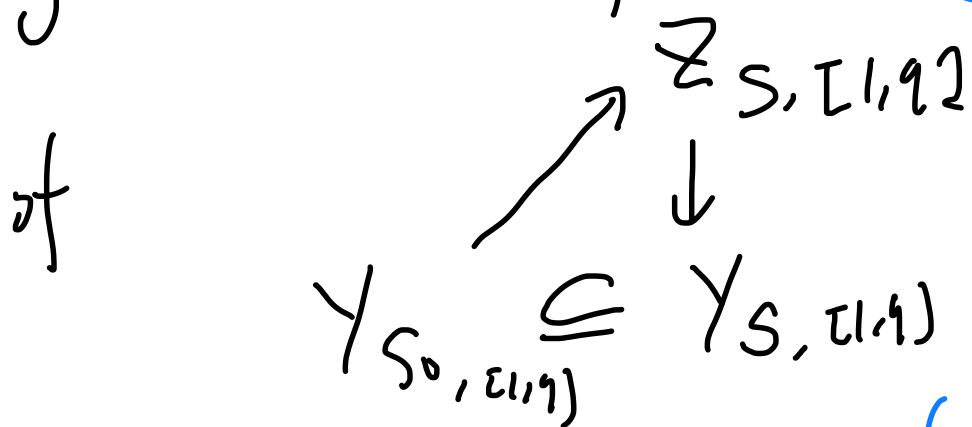 Z_{S,[1,q]}
of
↗ ↓
Y_{S_0,[1,q]} ⊆ Y_{S,[1,q]}